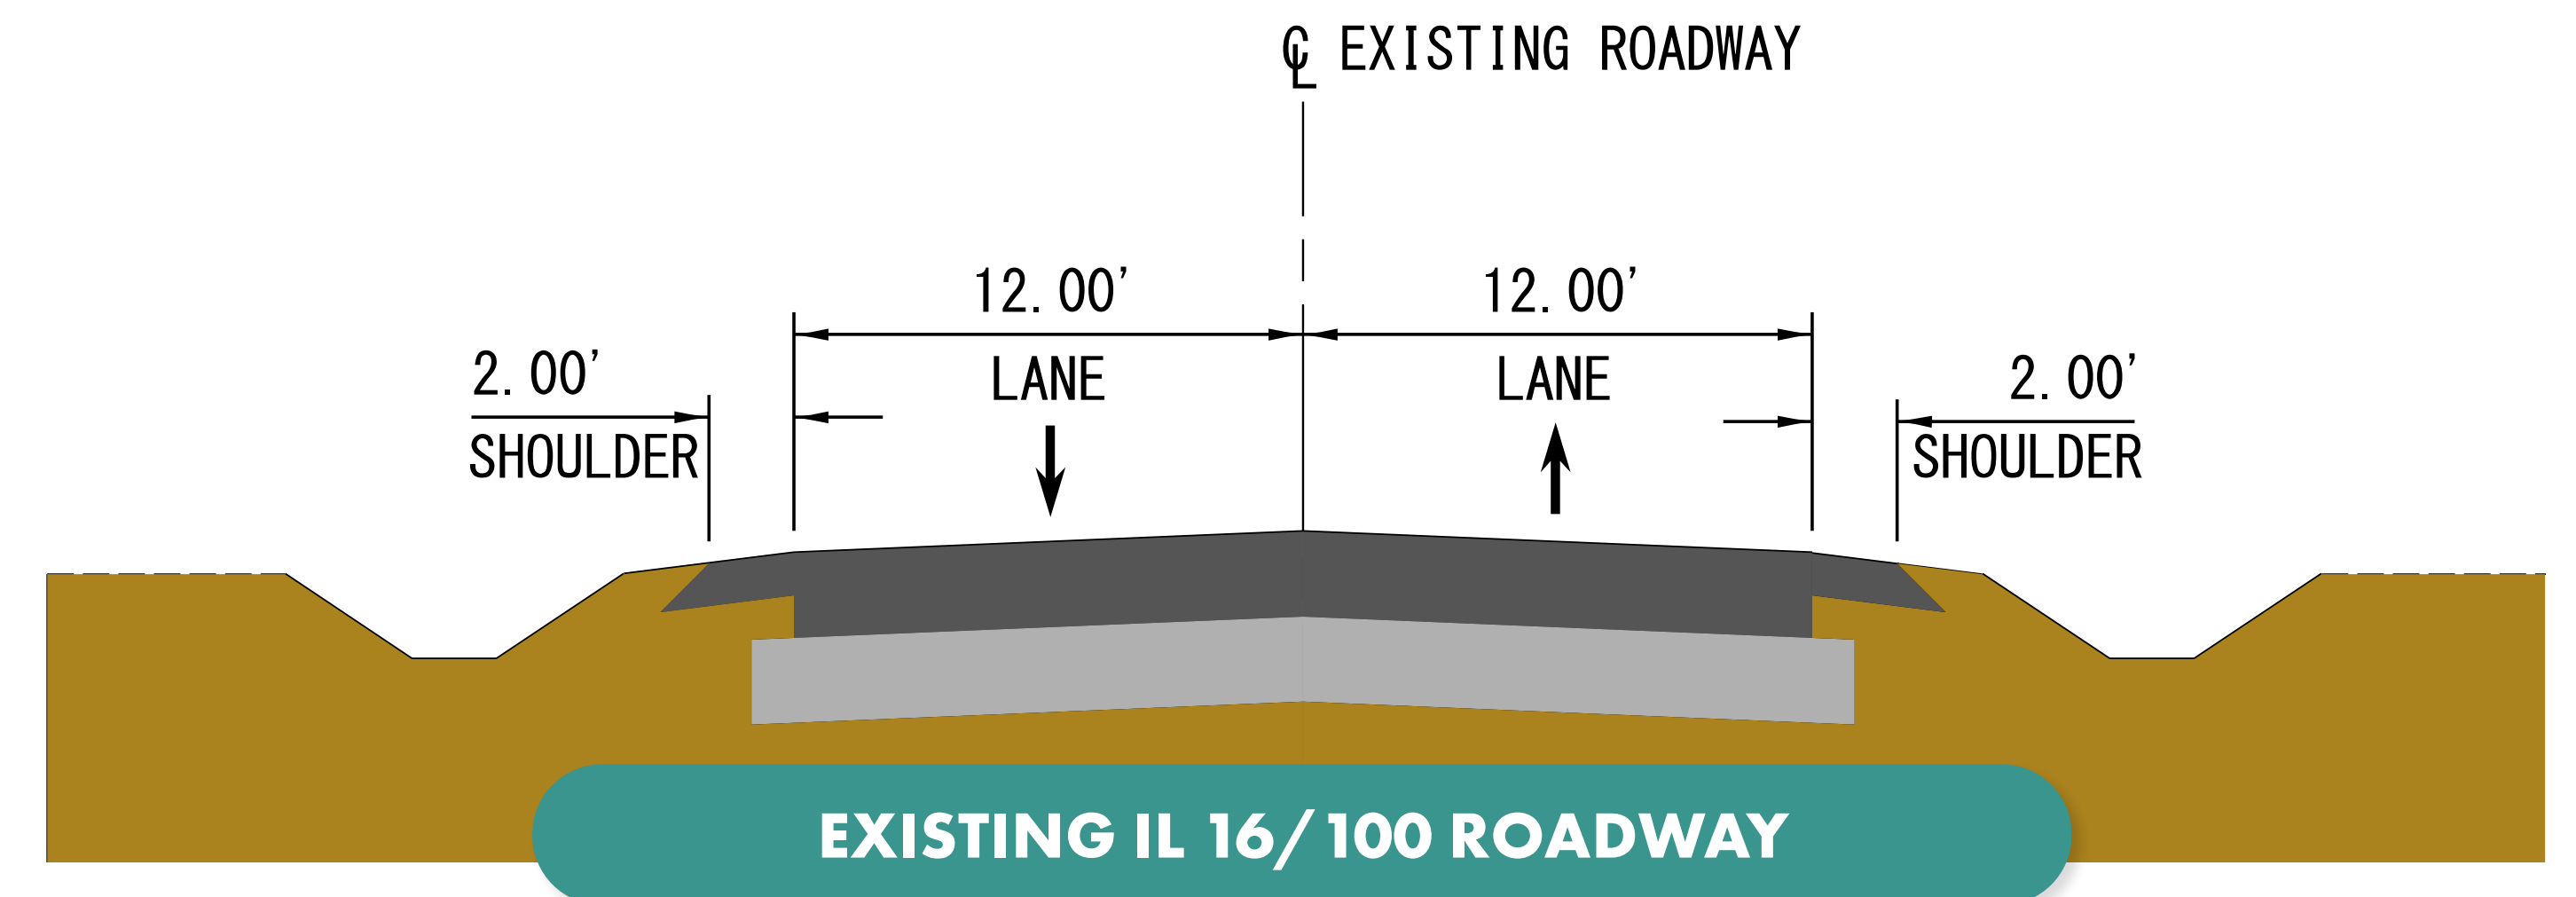 ℄ EXISTING ROADWAY
12.00'
12.00'
LANE
LANE
2.00'
2.00'
SHOULDER
SHOULDER
EXISTING IL 16/100 ROADWAY